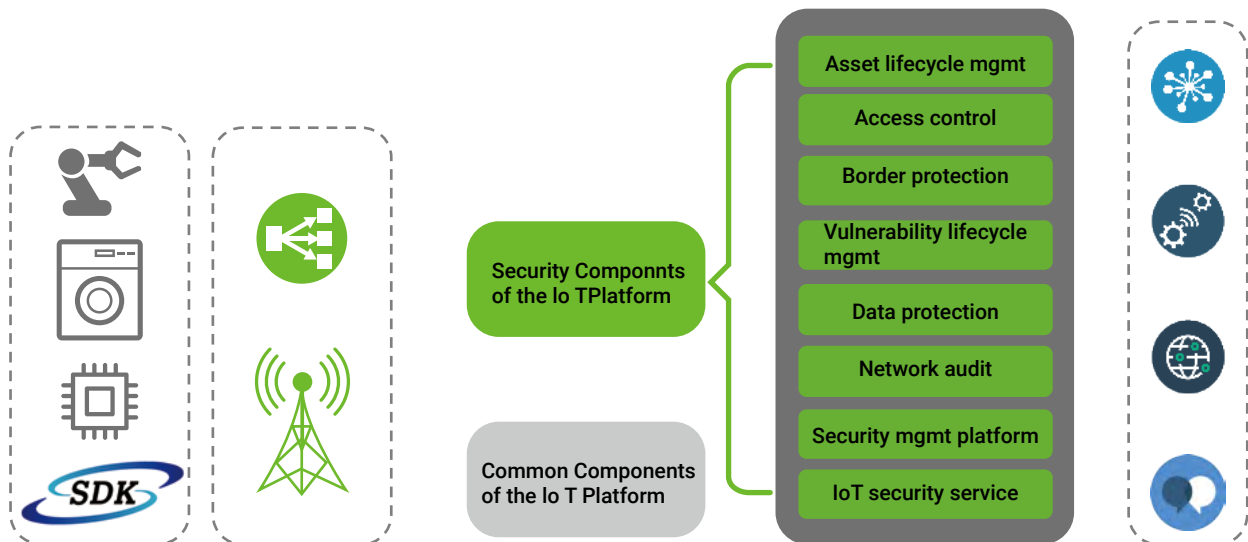 SDK
Security Componnts
of the Io TPlatform
Common Components
of the Io T Platform
Asset lifecycle mgmt
Access control
Border protection
Vulnerability lifecycle
mgmt
Data protection
Network audit
Security mgmt platform
IoT security service